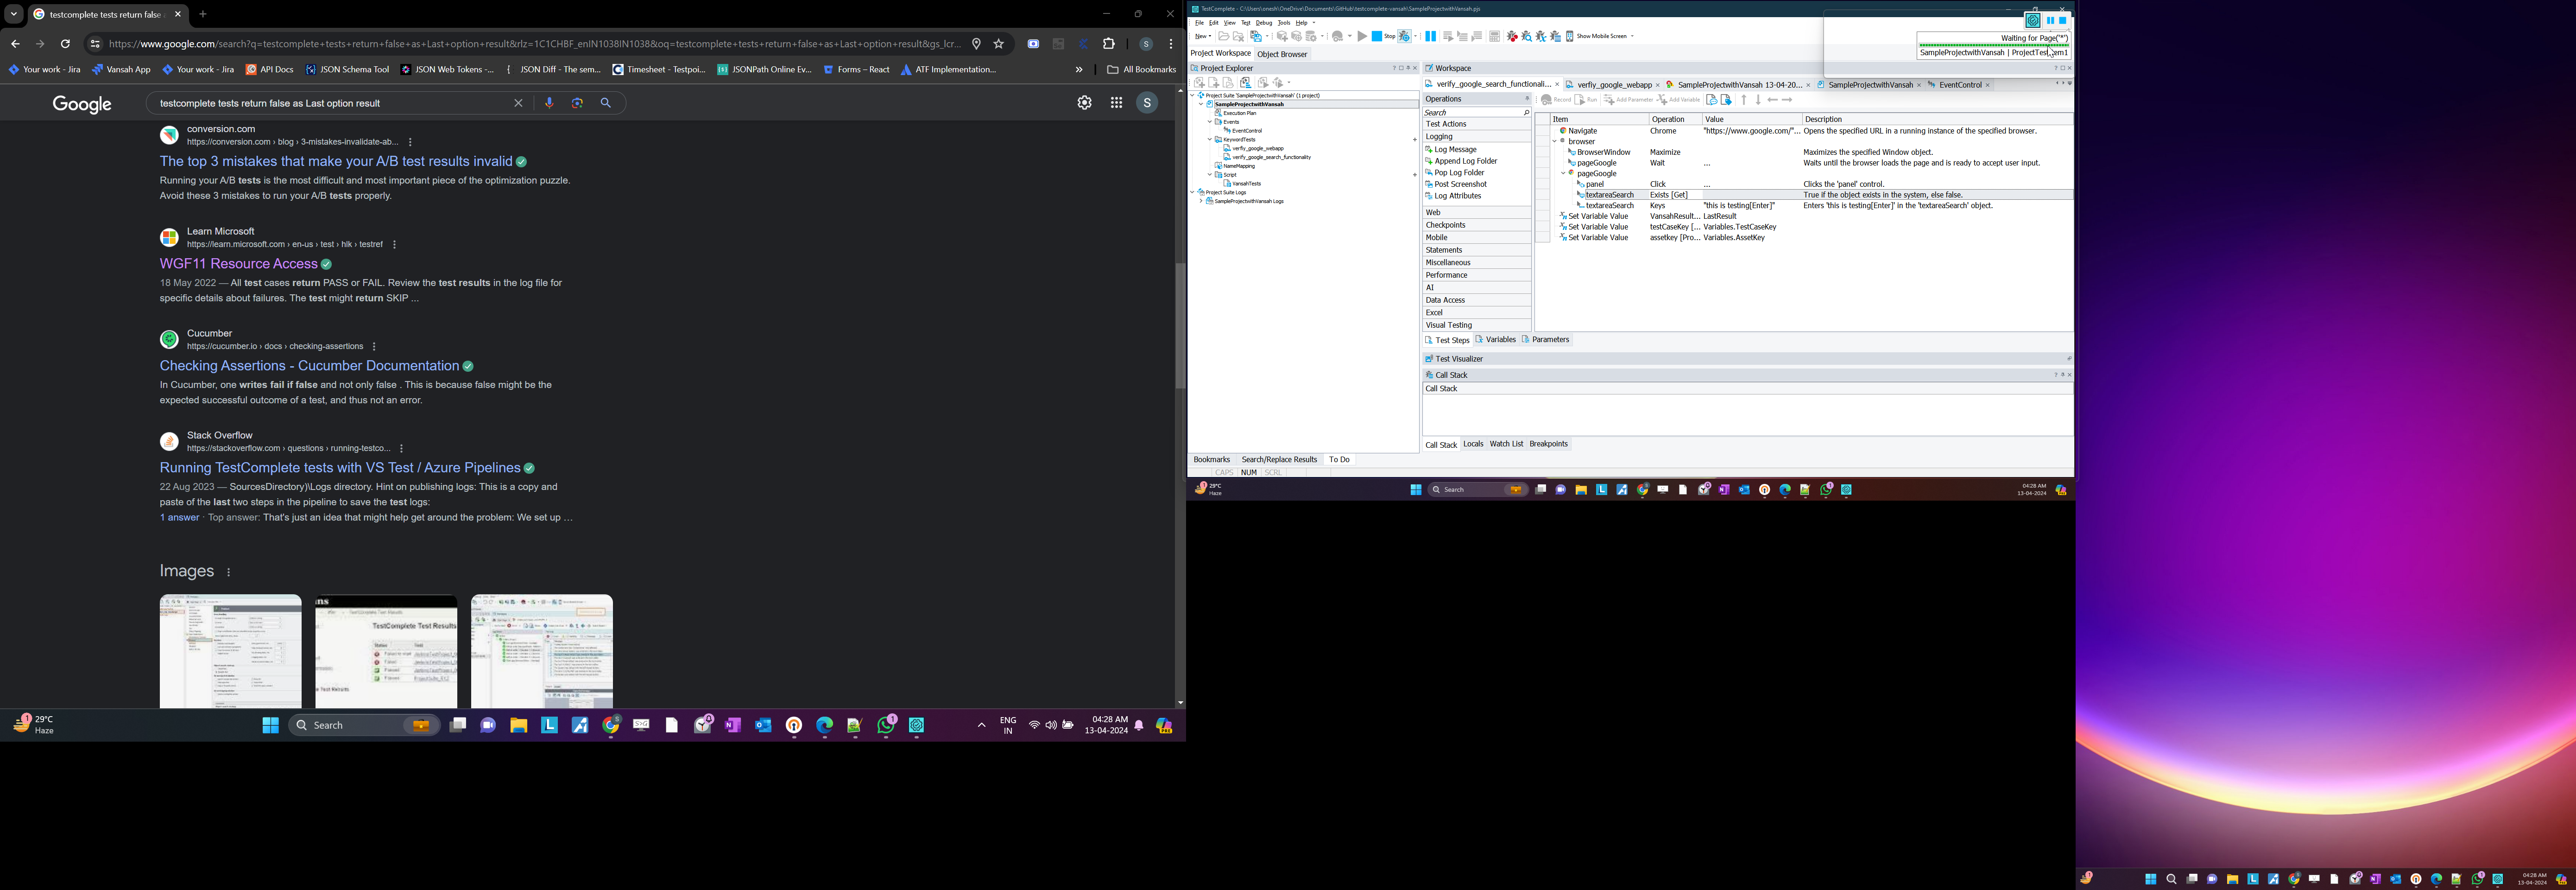 testcomplete tests return false a
https://www.google.com/search?q=testcomplete+tests+return+false+as+Last+option+result&rlz=1C1CHBF_enIN1038IN1038&oq=testcomplete+tests+return+false+as+Last+option+result&gs_lcr...
S
Your work - Jira
Vansah App
Your work - Jira
API Docs
JSON Schema Tool
JSON Web Tokens -...
JSON Diff - The sem...
Timesheet - Testpoi...
JSONPath Online Ev...
Forms – React
ATF Implementation...
All Bookmarks
Google
testcomplete tests return false as Last option result
S
conversion.com
https://conversion.com › blog › 3-mistakes-invalidate-ab...
The top 3 mistakes that make your A/B test results invalid
Running your A/B tests is the most difficult and most important piece of the optimization puzzle.
Avoid these 3 mistakes to run your A/B tests properly.
Learn Microsoft
https://learn.microsoft.com › en-us › test › hlk › testref
WGF11 Resource Access
18 May 2022 — All test cases return PASS or FAIL. Review the test results in the log file for
specific details about failures. The test might return SKIP ...
Cucumber
https://cucumber.io › docs › checking-assertions
Checking Assertions - Cucumber Documentation
In Cucumber, one writes fail if false and not only false . This is because false might be the
expected successful outcome of a test, and thus not an error.
Stack Overflow
https://stackoverflow.com › questions › running-testco...
Running TestComplete tests with VS Test / Azure Pipelines
22 Aug 2023 — SourcesDirectory)\Logs directory. Hint on publishing logs: This is a copy and
paste of the last two steps in the pipeline to save the test logs:
1 answer · Top answer: That's just an idea that might help get around the problem: We set up ...
Images
TestComplete Test Results
29°C
Haze
Search
ENG
IN
04:28 AM
13-04-2024
TestComplete - C:\Users\onesh\OneDrive\Documents\GitHub\testcomplete-vansah\SampleProjectwithVansah.pjs
File Edit View Test Debug Tools Help
New
Stop
Show Mobile Screen
Waiting for Page("*")
SampleProjectwithVansah | ProjectTestItem1
Project Workspace Object Browser
Project Explorer
Project Suite 'SampleProjectwithVansah' (1 project)
SampleProjectwithVansah
Execution Plan
Events
EventControl
KeywordTests
verfiy_google_webapp
verify_google_search_functionality
NameMapping
Script
VansahTests
Project Suite Logs
SampleProjectwithVansah Logs
Workspace
verify_google_search_functionali...
verfiy_google_webapp
SampleProjectwithVansah 13-04-20...
SampleProjectwithVansah
EventControl
Operations
Search
Test Actions
Logging
Log Message
Append Log Folder
Pop Log Folder
Post Screenshot
Log Attributes
Web
Checkpoints
Mobile
Statements
Miscellaneous
Performance
AI
Data Access
Excel
Visual Testing
Record Run Add Parameter Add Variable
Item Operation Value Description
Navigate Chrome "https://www.google.com/"... Opens the specified URL in a running instance of the specified browser.
browser
BrowserWindow Maximize Maximizes the specified Window object.
pageGoogle Wait ... Waits until the browser loads the page and is ready to accept user input.
pageGoogle
panel Click ... Clicks the 'panel' control.
textareaSearch Exists [Get] True if the object exists in the system, else false.
textareaSearch Keys "this is testing[Enter]" Enters 'this is testing[Enter]' in the 'textareaSearch' object.
Set Variable Value VansahResult... LastResult
Set Variable Value testCaseKey [... Variables.TestCaseKey
Set Variable Value assetkey [Pro... Variables.AssetKey
Test Steps Variables Parameters
Test Visualizer
Call Stack
Call Stack
Call Stack Locals Watch List Breakpoints
Bookmarks Search/Replace Results To Do
CAPS NUM SCRL
29°C
Haze
Search
04:28 AM
13-04-2024
04:28 AM
13-04-2024